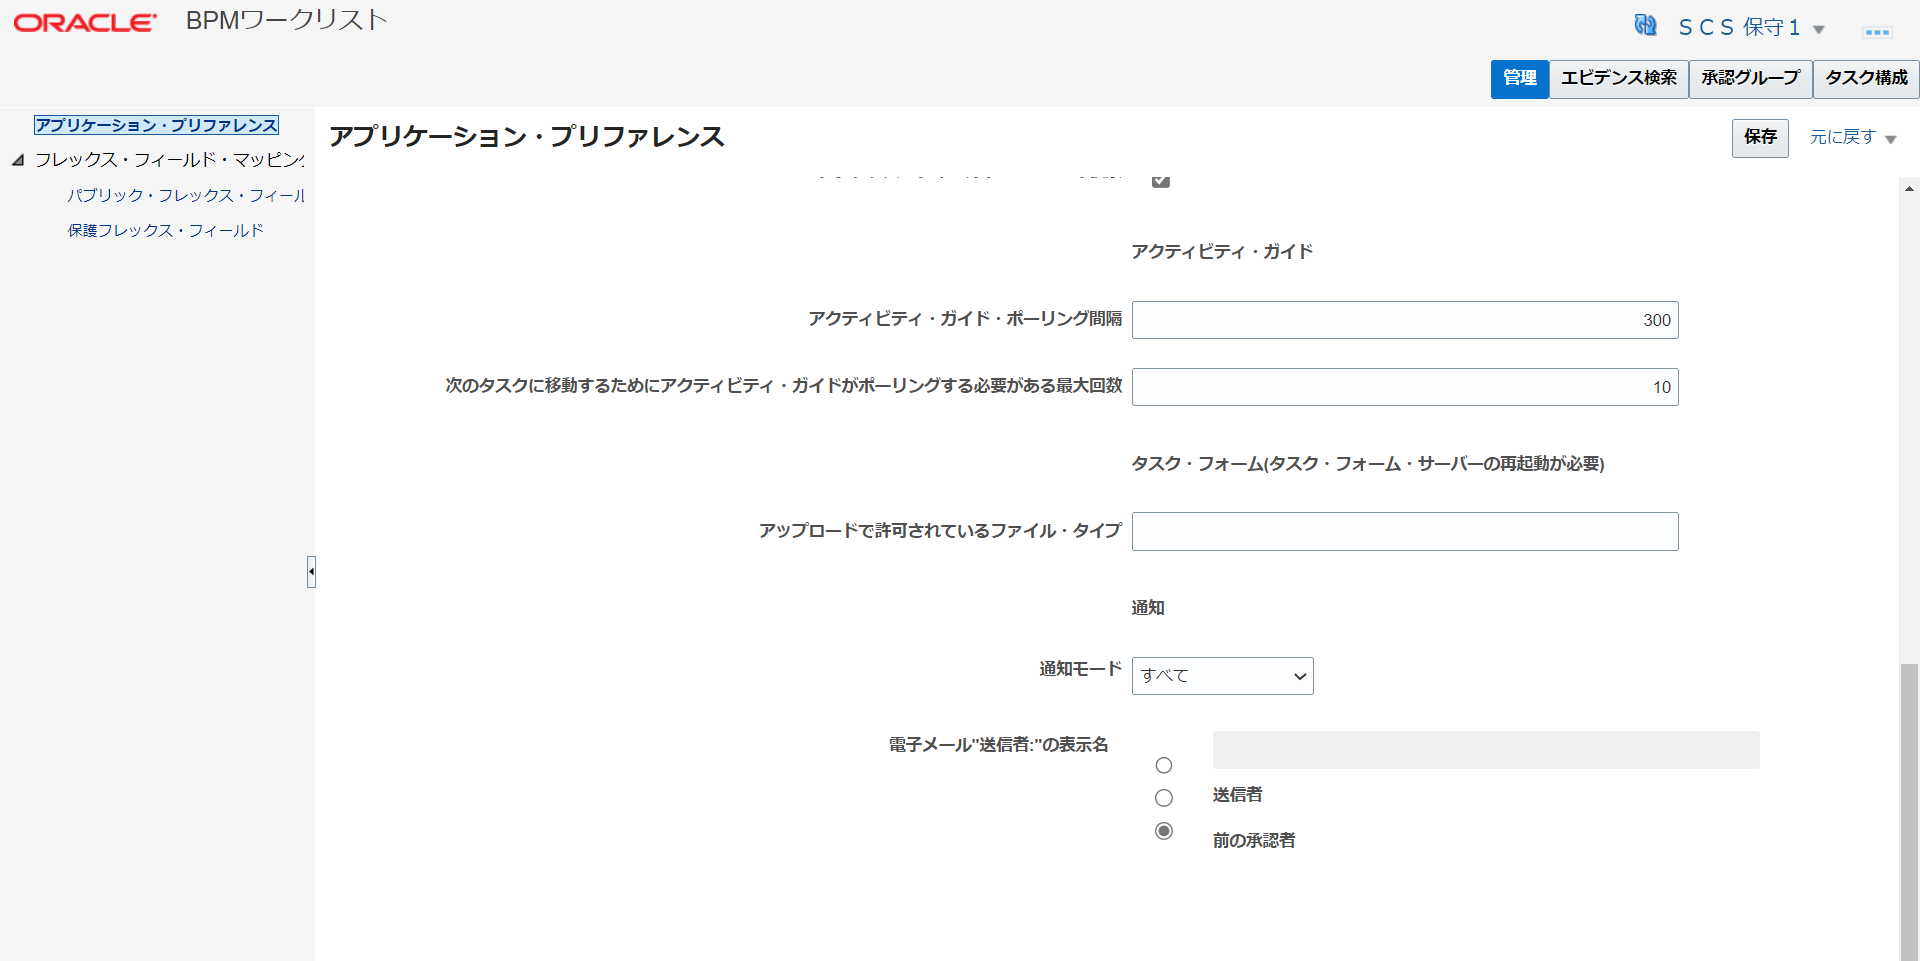 ORACLE BPMワークリスト
SCS 保守1
管理 エビデンス検索 承認グループ タスク構成
アプリケーション・プリファレンス
フレックス・フィールド・マッピング
パブリック・フレックス・フィール
保護フレックス・フィールド
アプリケーション・プリファレンス
保存 元に戻す
アクティビティ・ガイド
アクティビティ・ガイド・ポーリング間隔 300
次のタスクに移動するためにアクティビティ・ガイドがポーリングする必要がある最大回数 10
タスク・フォーム(タスク・フォーム・サーバーの再起動が必要)
アップロードで許可されているファイル・タイプ
通知
通知モード すべて
電子メール"送信者:"の表示名
送信者
前の承認者